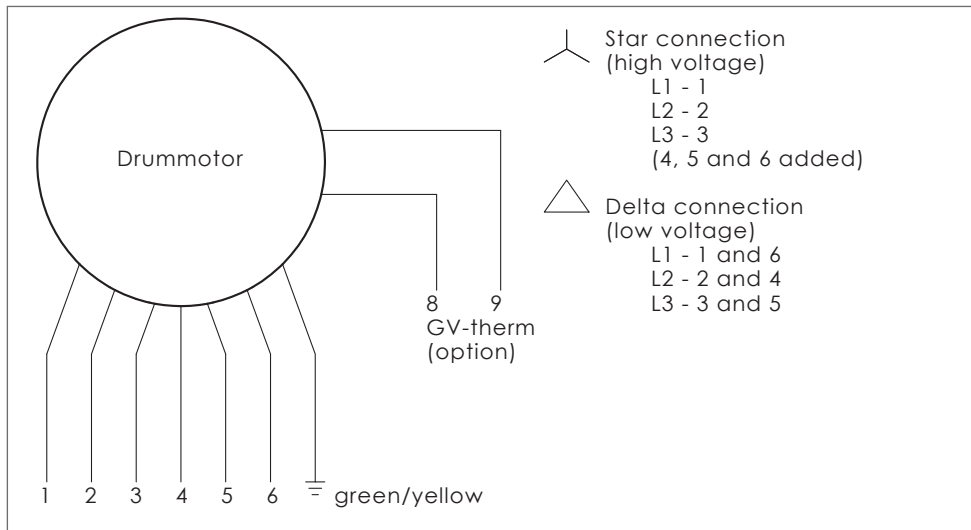 Drummotor
8 9
GV-therm
(option)
1 2 3 4 5 6 green/yellow
Star connection
(high voltage)
L1 - 1
L2 - 2
L3 - 3
(4, 5 and 6 added)
Delta connection
(low voltage)
L1 - 1 and 6
L2 - 2 and 4
L3 - 3 and 5